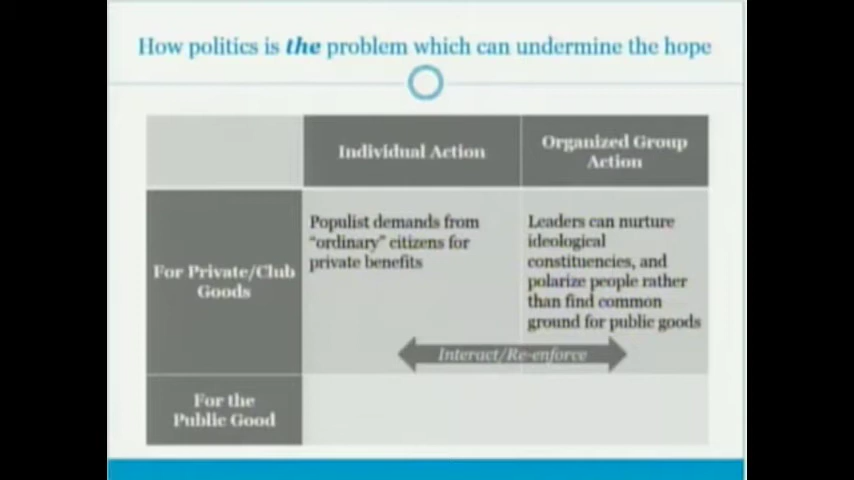 How politics is the problem which can undermine the hope
Individual Action
Organized Group
Action
For Private/Club
Goods
Populist demands from
"ordinary" citizens for
private benefits
Leaders can nurture
ideological
constituencies, and
polarize people rather
than find common
ground for public goods
Interact/Re-enforce
For the
Public Good